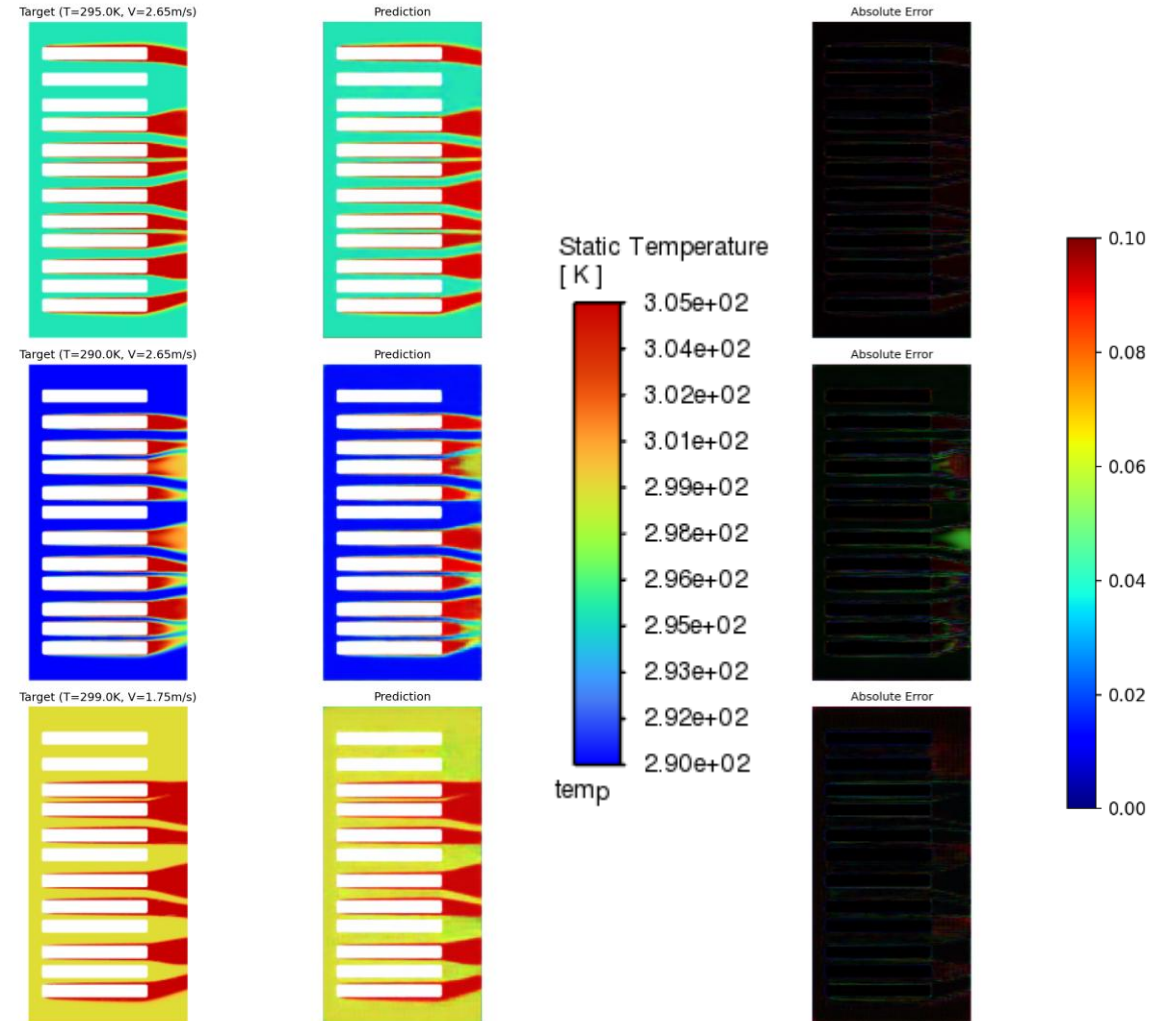 Target (T=295.0K, V=2.65m/s)
Prediction
Absolute Error
Static Temperature
[ K ]
3.05e+02
3.04e+02
3.02e+02
3.01e+02
2.99e+02
2.98e+02
2.96e+02
2.95e+02
2.93e+02
2.92e+02
2.90e+02
temp
0.10
0.08
0.06
0.04
0.02
0.00
Target (T=290.0K, V=2.65m/s)
Prediction
Absolute Error
Target (T=299.0K, V=1.75m/s)
Prediction
Absolute Error